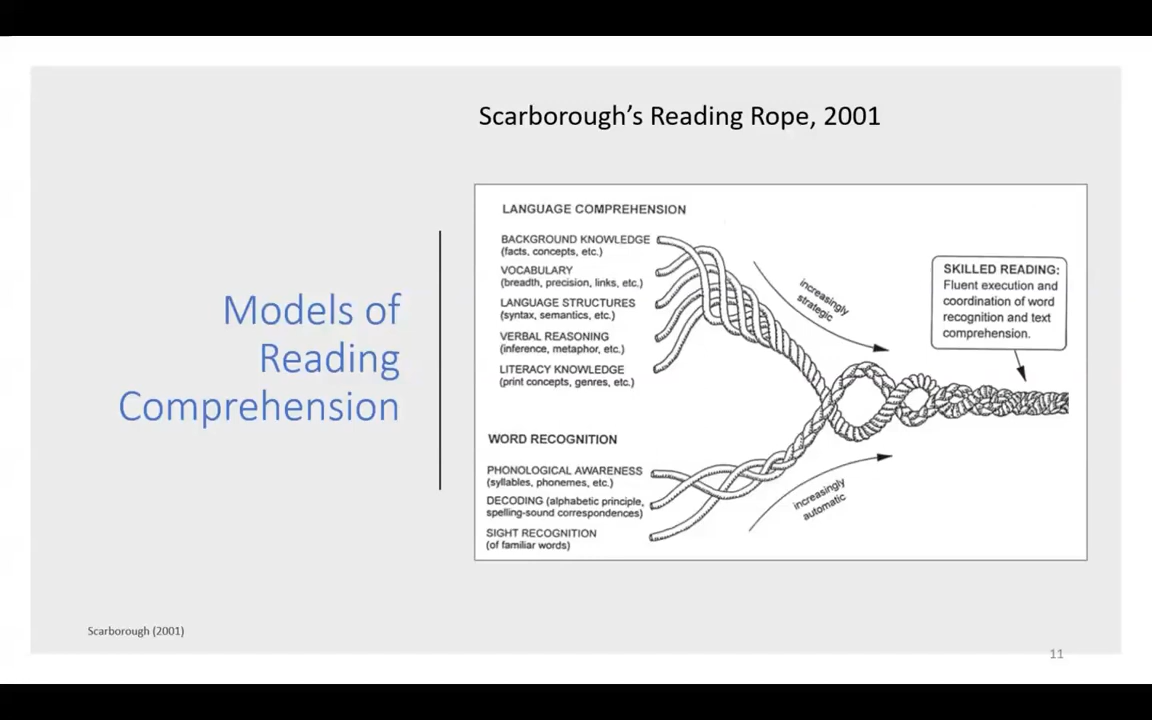 Scarborough's Reading Rope, 2001
Models of
Reading
Comprehension
LANGUAGE COMPREHENSION
BACKGROUND KNOWLEDGE
(facts, concepts, etc.)
VOCABULARY
(breadth, precision, links, etc.)
LANGUAGE STRUCTURES
(syntax, semantics, etc.)
VERBAL REASONING
(inference, metaphor, etc.)
LITERACY KNOWLEDGE
(print concepts, genres, etc.)
WORD RECOGNITION
PHONOLOGICAL AWARENESS
(syllables, phonemes, etc.)
DECODING (alphabetic principle,
spelling-sound correspondences)
SIGHT RECOGNITION
(of familiar words)
increasingly
strategic
increasingly
automatic
SKILLED READING:
Fluent execution and
coordination of word
recognition and text
comprehension.
Scarborough (2001)
11